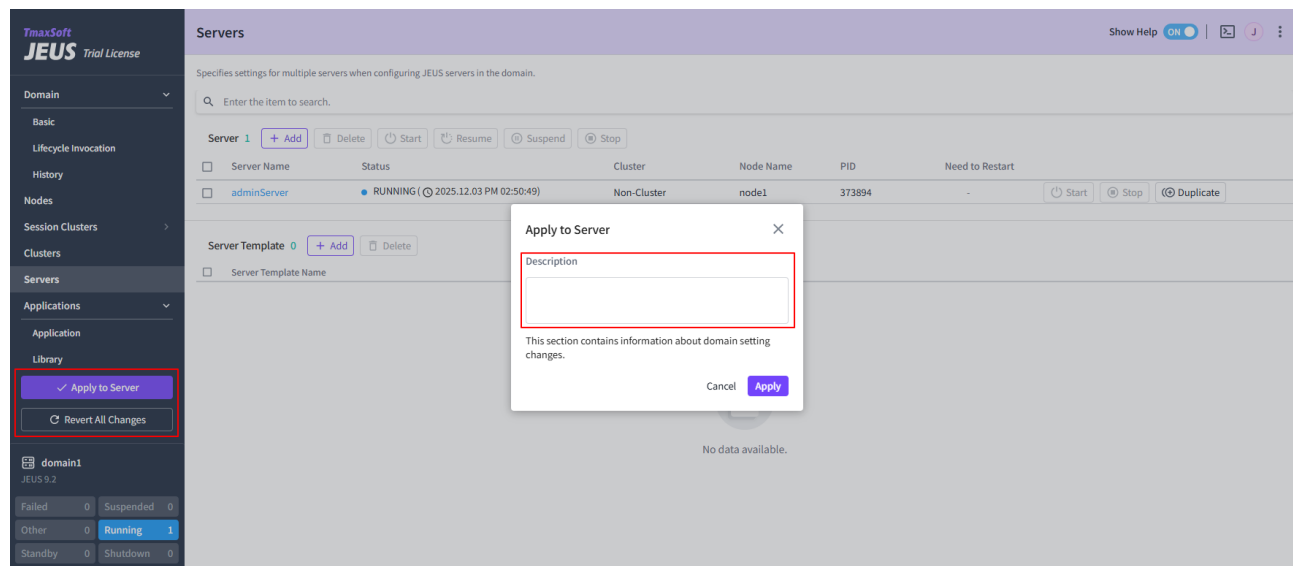 TmaxSoft
JEUS Trial License
Domain
Basic
Lifecycle Invocation
History
Nodes
Session Clusters
Clusters
Servers
Applications
Application
Library
Apply to Server
Revert All Changes
domain1
JEUS 9.2
Failed 0 Suspended 0
Other 0 Running 1
Standby 0 Shutdown 0
Servers
Show Help ON J
Specifies settings for multiple servers when configuring JEUS servers in the domain.
Enter the item to search.
Server 1 + Add Delete Start Resume Suspend Stop
Server Name Status Cluster Node Name PID Need to Restart
adminServer RUNNING ( 2025.12.03 PM 02:50:49) Non-Cluster node1 373894 - Start Stop Duplicate
Server Template 0 + Add Delete
Server Template Name
Apply to Server
Description
This section contains information about domain setting
changes.
Cancel Apply
No data available.